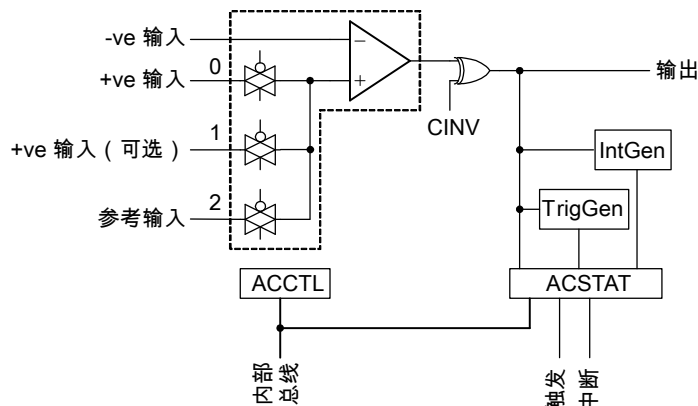 -ve 输入
+ve 输入
0
+ve 输入（可选）
1
参考输入
2
−
+
CINV
输出
IntGen
TrigGen
ACCTL
ACSTAT
内部
总线
触发
中断